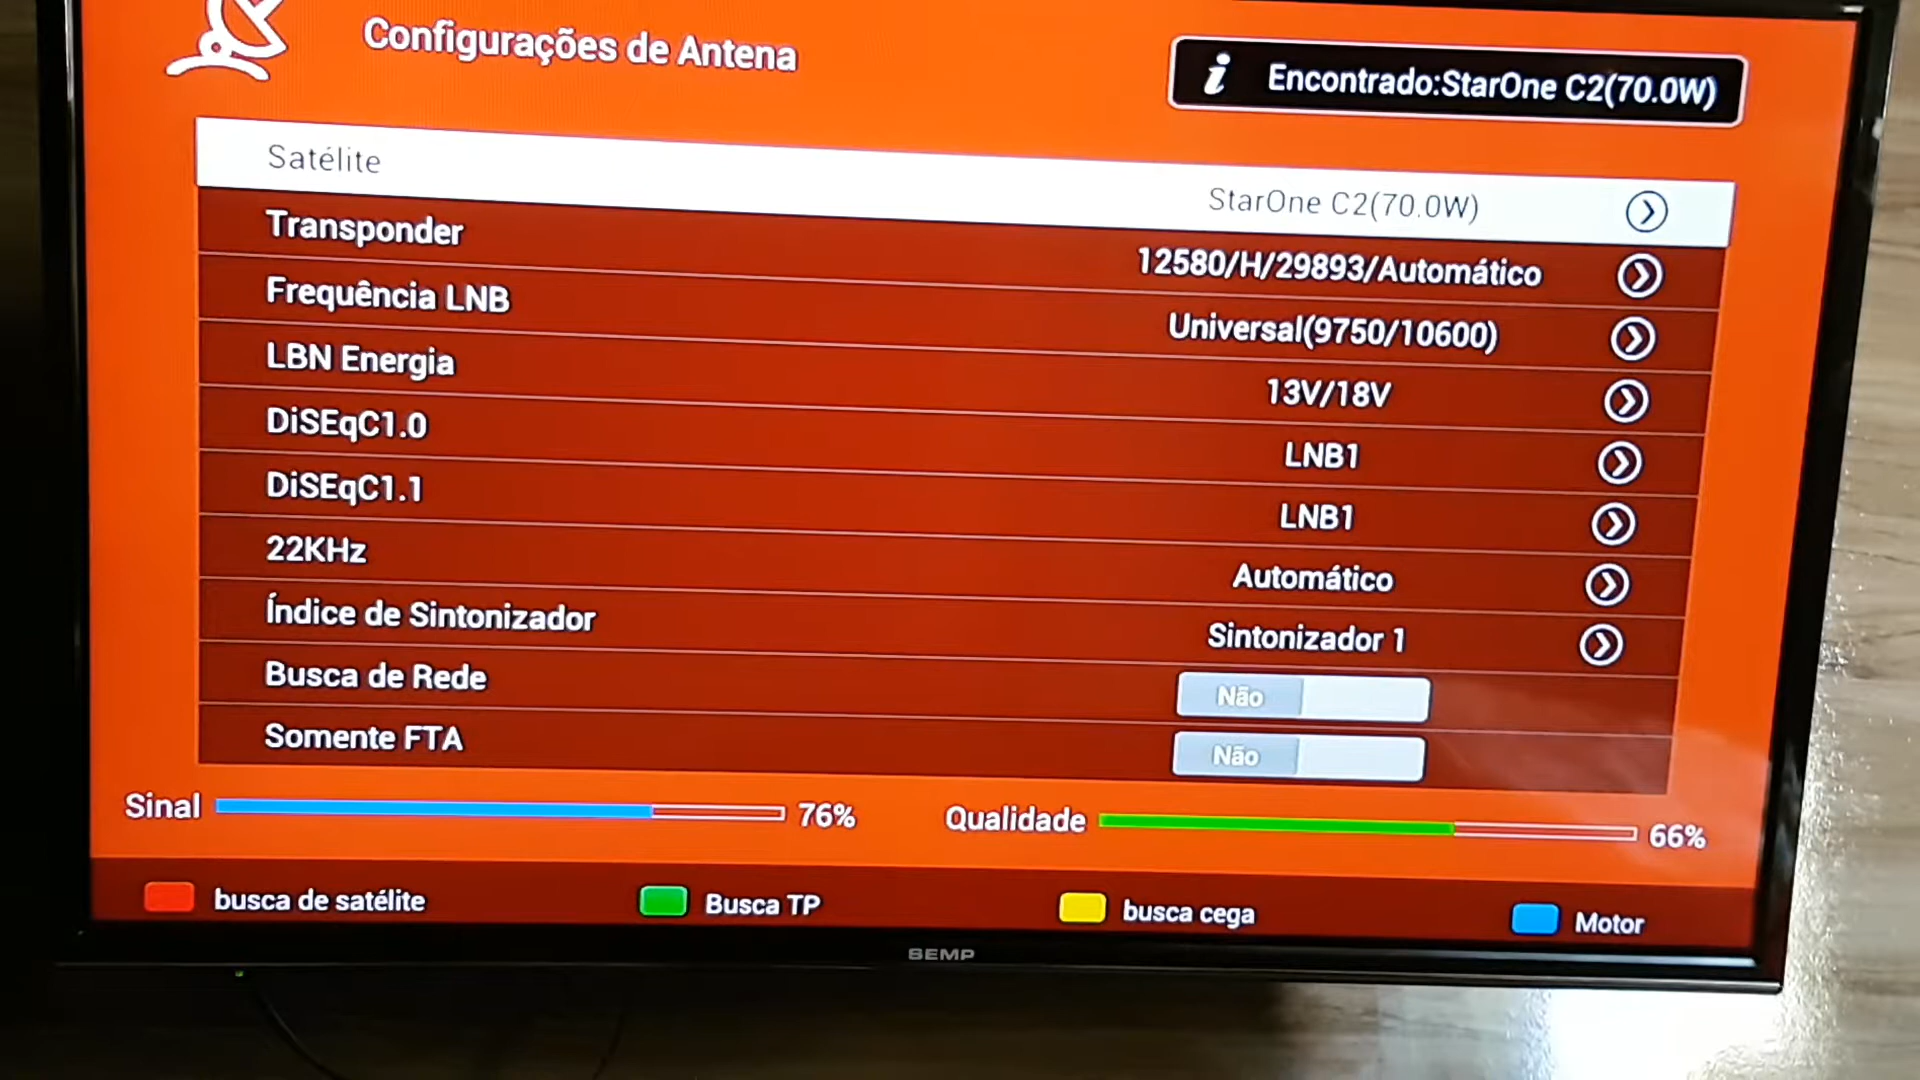 Configurações de Antena
i Encontrado:StarOne C2(70.0W)
Satélite StarOne C2(70.0W)
Transponder 12580/H/29893/Automático
Frequência LNB Universal(9750/10600)
LBN Energia 13V/18V
DiSEqC1.0 LNB1
DiSEqC1.1 LNB1
22KHz Automático
Índice de Sintonizador Sintonizador 1
Busca de Rede Não
Somente FTA Não
Sinal 76% Qualidade 66%
busca de satélite Busca TP busca cega Motor
SEMP